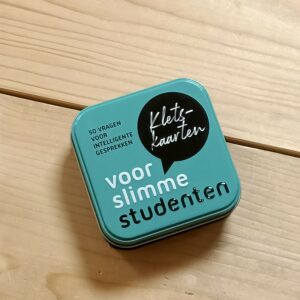 Klets-
kaarten
50 VRAGEN
VOOR
INTELLIGENTE
GESPREKKEN
voor
slimme
studenten